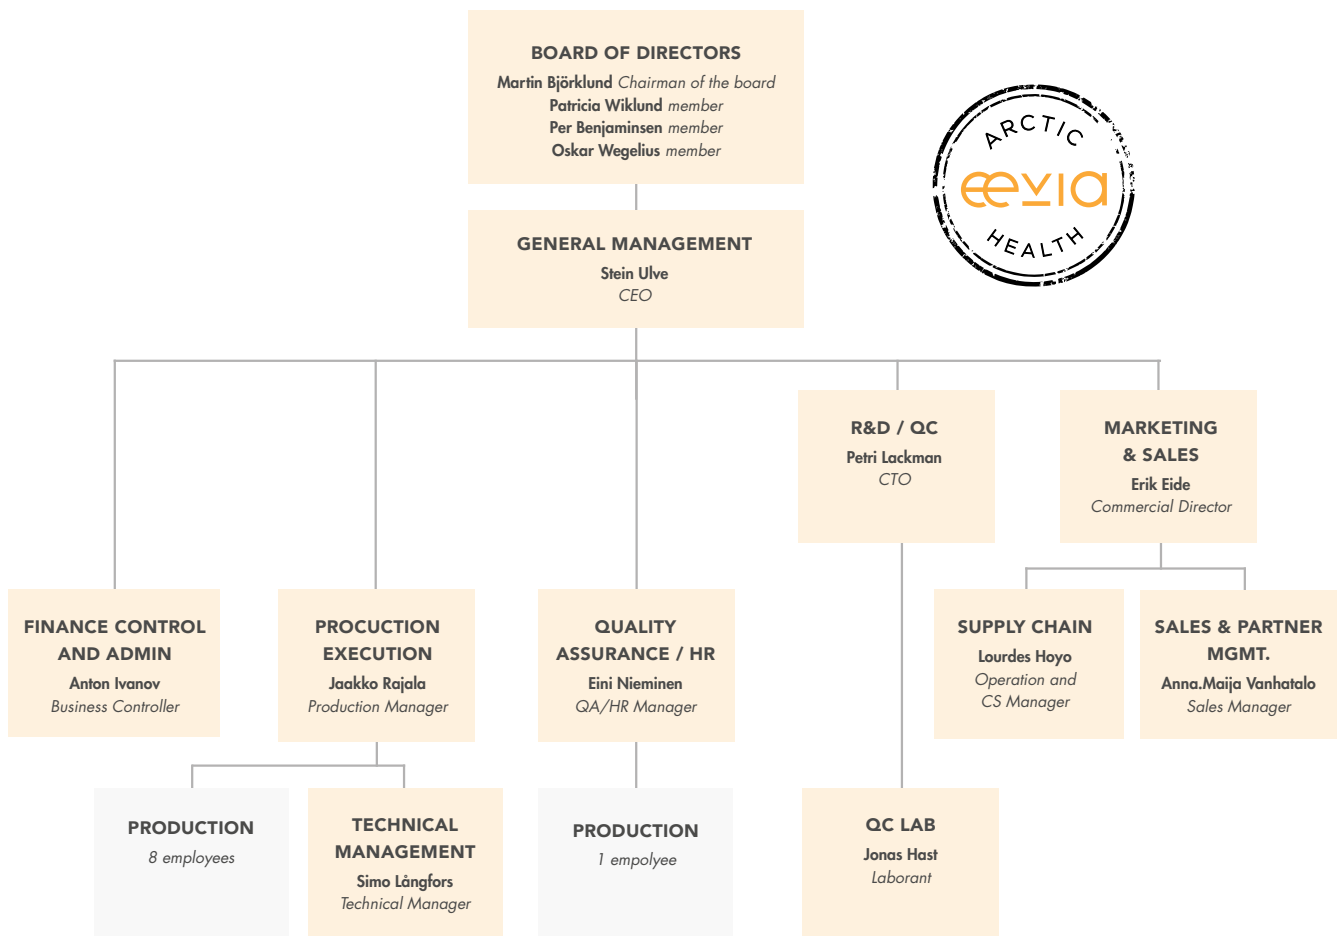 BOARD OF DIRECTORS
Martin Björklund Chairman of the board
Patricia Wiklund member
Per Benjaminsen member
Oskar Wegelius member
ARCTIC
eevia
HEALTH
GENERAL MANAGEMENT
Stein Ulve
CEO
R&D / QC
Petri Lackman
CTO
MARKETING
& SALES
Erik Eide
Commercial Director
FINANCE CONTROL
AND ADMIN
Anton Ivanov
Business Controller
PROCUCTION
EXECUTION
Jaakko Rajala
Production Manager
QUALITY
ASSURANCE / HR
Eini Nieminen
QA/HR Manager
SUPPLY CHAIN
Lourdes Hoyo
Operation and
CS Manager
SALES & PARTNER
MGMT.
Anna.Maija Vanhatalo
Sales Manager
PRODUCTION
8 employees
TECHNICAL
MANAGEMENT
Simo Långfors
Technical Manager
PRODUCTION
1 empolyee
QC LAB
Jonas Hast
Laborant